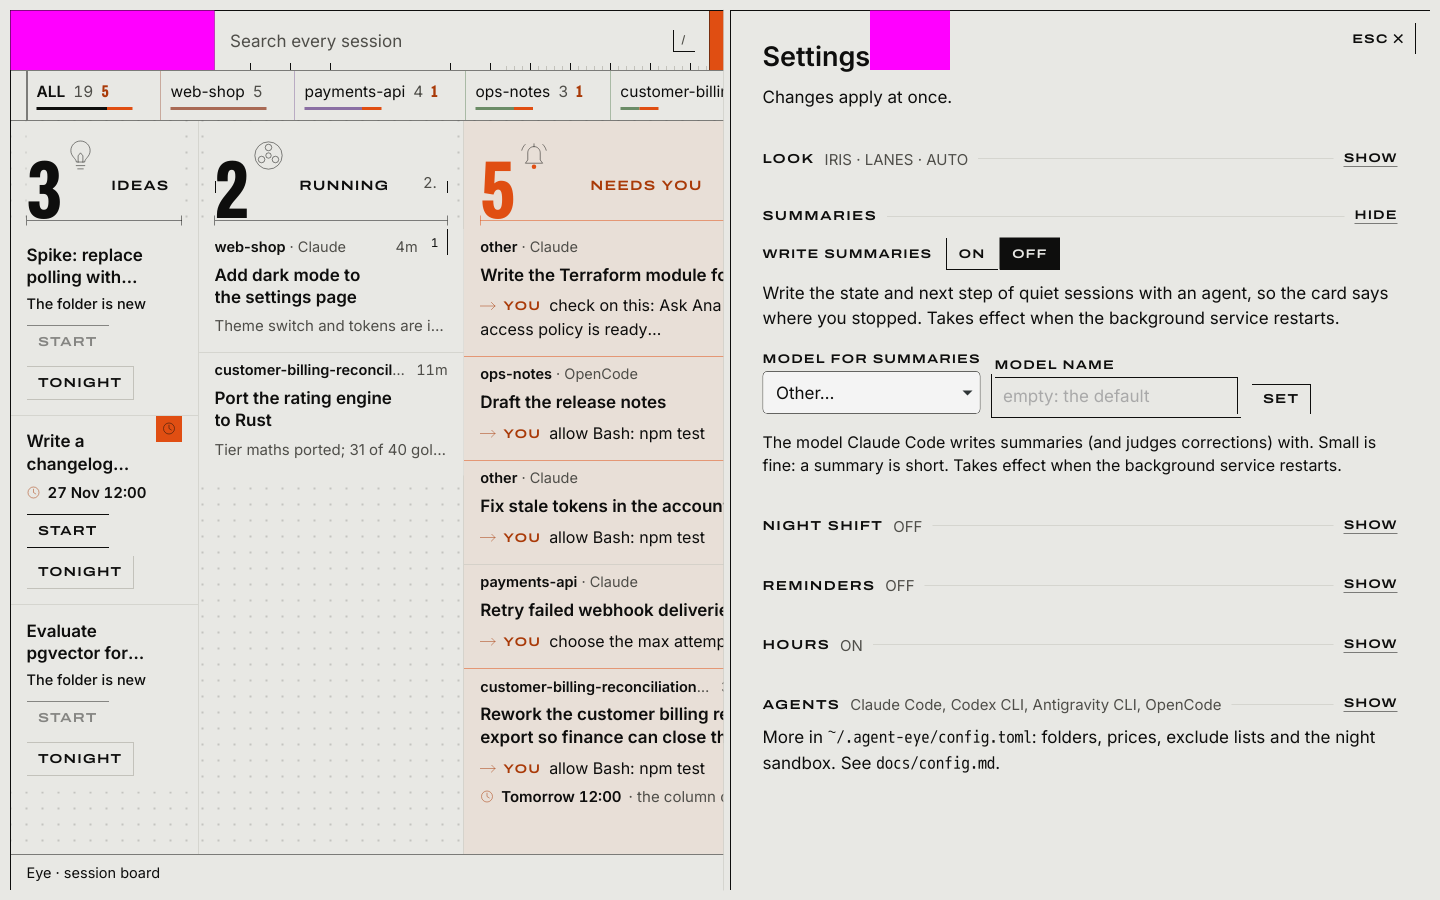 Search every session
/
ALL 19 5
web-shop 5
payments-api 4 1
ops-notes 3 1
customer-billin
3 IDEAS
Spike: replace
polling with...
The folder is new
START
TONIGHT
Write a
changelog...
27 Nov 12:00
START
TONIGHT
Evaluate
pgvector for...
The folder is new
START
TONIGHT
2 RUNNING 2.
web-shop · Claude 4m 1
Add dark mode to
the settings page
Theme switch and tokens are i...
customer-billing-reconcil... 11m
Port the rating engine
to Rust
Tier maths ported; 31 of 40 gol...
5 NEEDS YOU
other · Claude
Write the Terraform module fo
→ YOU check on this: Ask Ana
access policy is ready...
ops-notes · OpenCode
Draft the release notes
→ YOU allow Bash: npm test
other · Claude
Fix stale tokens in the accoun
→ YOU allow Bash: npm test
payments-api · Claude
Retry failed webhook deliverie
→ YOU choose the max attemp
customer-billing-reconciliation...
Rework the customer billing re
export so finance can close th
→ YOU allow Bash: npm test
Tomorrow 12:00 · the column
Eye · session board
Settings
ESC ×
Changes apply at once.
LOOK IRIS · LANES · AUTO SHOW
SUMMARIES HIDE
WRITE SUMMARIES ON OFF
Write the state and next step of quiet sessions with an agent, so the card says
where you stopped. Takes effect when the background service restarts.
MODEL FOR SUMMARIES MODEL NAME
Other... empty: the default SET
The model Claude Code writes summaries (and judges corrections) with. Small is
fine: a summary is short. Takes effect when the background service restarts.
NIGHT SHIFT OFF SHOW
REMINDERS OFF SHOW
HOURS ON SHOW
AGENTS Claude Code, Codex CLI, Antigravity CLI, OpenCode SHOW
More in ~/.agent-eye/config.toml: folders, prices, exclude lists and the night
sandbox. See docs/config.md.